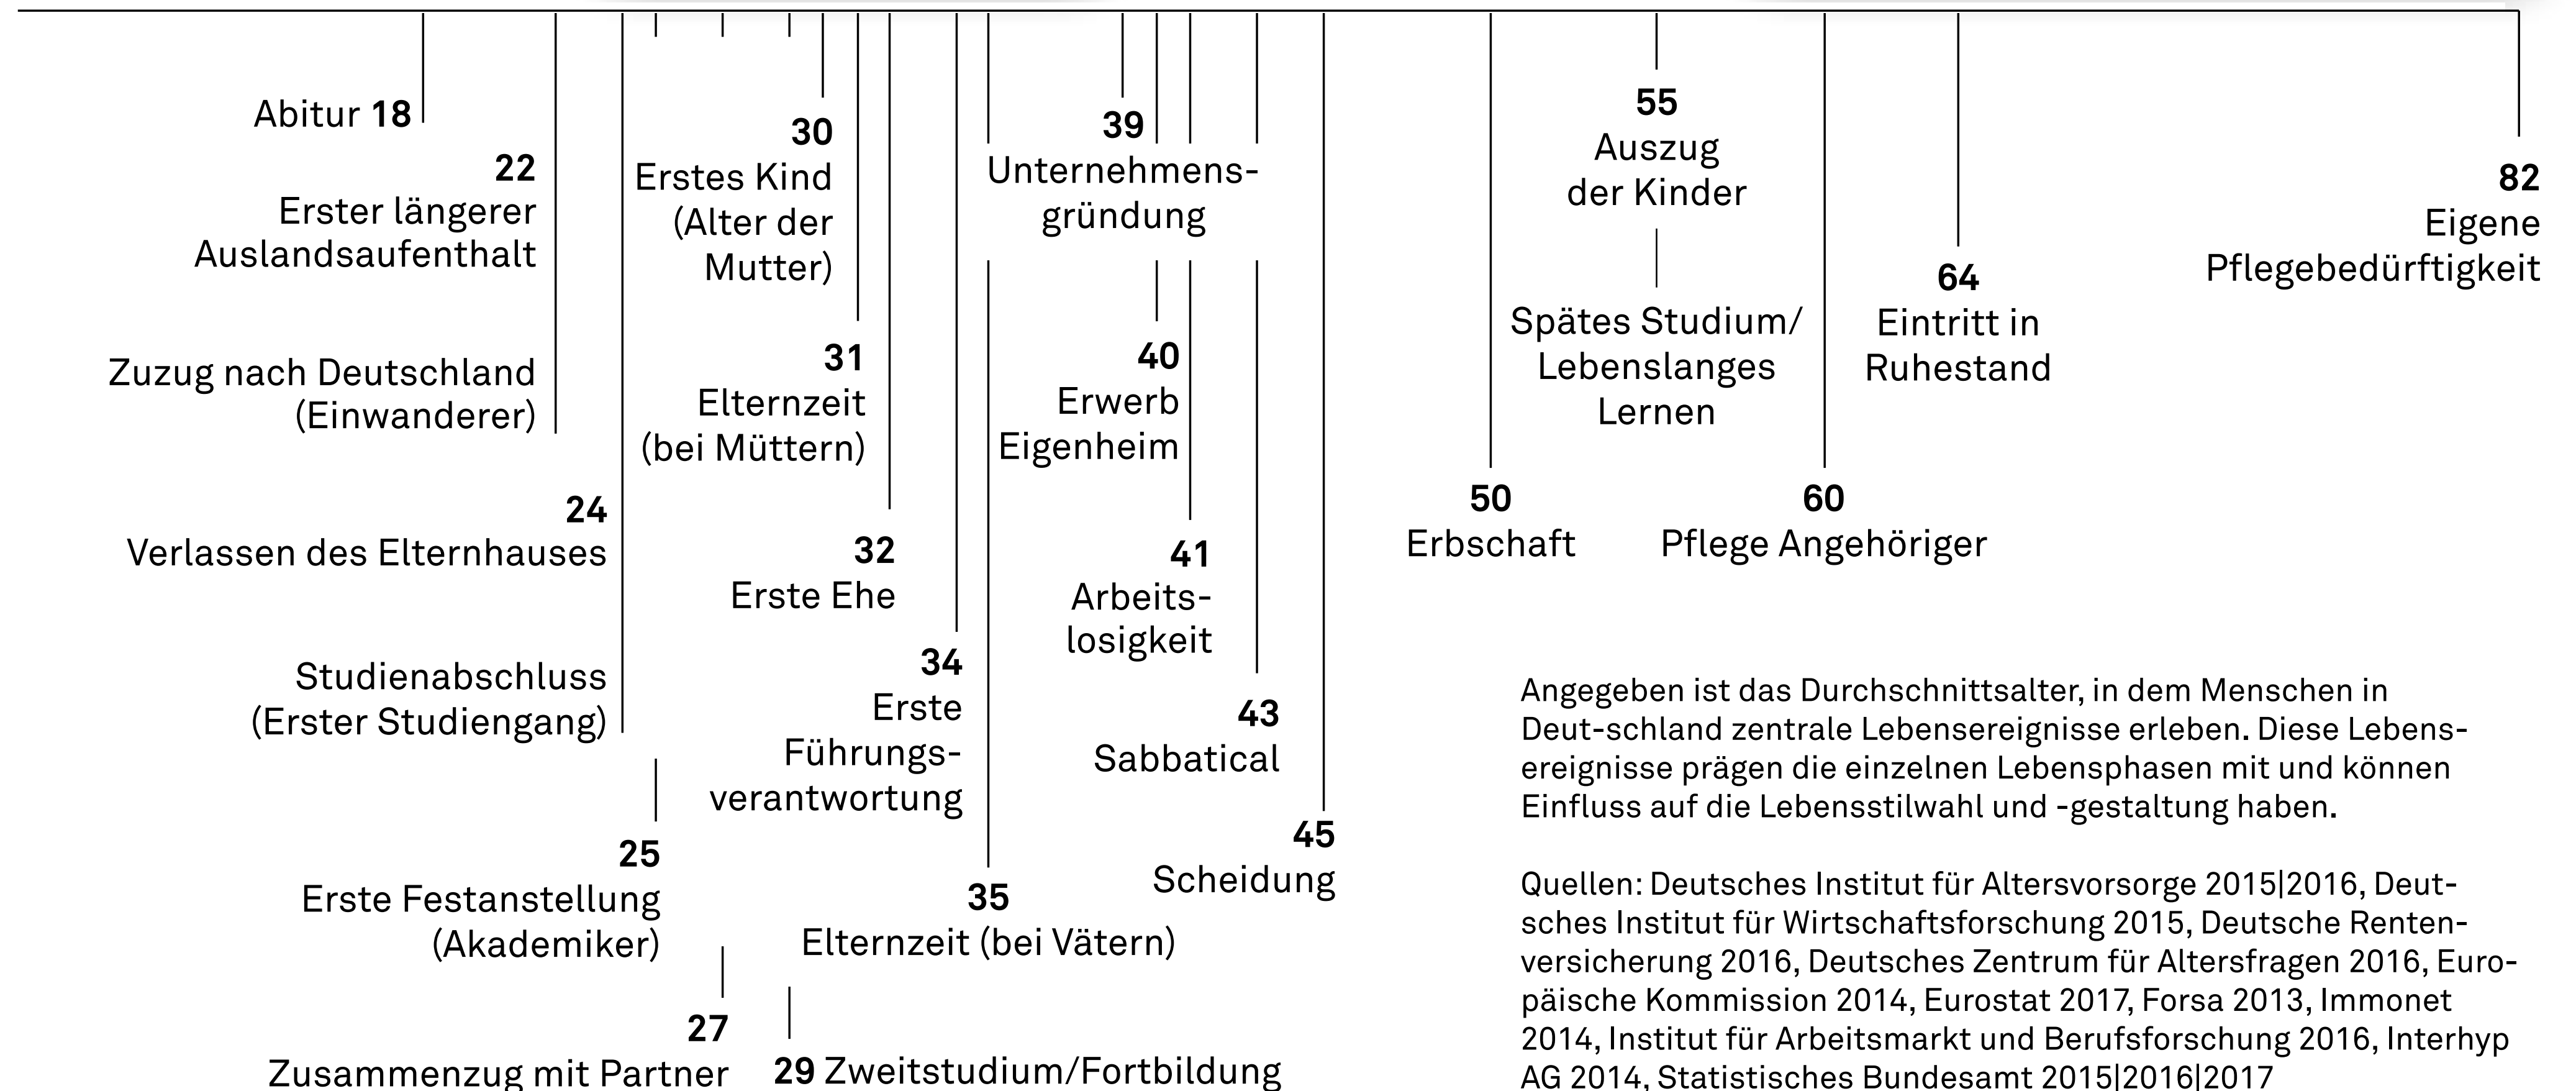 Abitur 18
22
Erster längerer
Auslandsaufenthalt
Zuzug nach Deutschland
(Einwanderer)
24
Verlassen des Elternhauses
Studienabschluss
(Erster Studiengang)
25
Erste Festanstellung
(Akademiker)
27
Zusammenzug mit Partner
29 Zweitstudium/Fortbildung
30
Erstes Kind
(Alter der
Mutter)
31
Elternzeit
(bei Müttern)
32
Erste Ehe
34
Erste
Führungs-
verantwortung
35
Elternzeit (bei Vätern)
39
Unternehmens-
gründung
40
Erwerb
Eigenheim
41
Arbeits-
losigkeit
43
Sabbatical
45
Scheidung
50
Erbschaft
55
Auszug
der Kinder
Spätes Studium/
Lebenslanges
Lernen
60
Pflege Angehöriger
64
Eintritt in
Ruhestand
82
Eigene
Pflegebedürftigkeit
Angegeben ist das Durchschnittsalter, in dem Menschen in
Deut-schland zentrale Lebensereignisse erleben. Diese Lebens-
ereignisse prägen die einzelnen Lebensphasen mit und können
Einfluss auf die Lebensstilwahl und -gestaltung haben.
Quellen: Deutsches Institut für Altersvorsorge 2015|2016, Deut-
sches Institut für Wirtschaftsforschung 2015, Deutsche Renten-
versicherung 2016, Deutsches Zentrum für Altersfragen 2016, Euro-
päische Kommission 2014, Eurostat 2017, Forsa 2013, Immonet
2014, Institut für Arbeitsmarkt und Berufsforschung 2016, Interhyp
AG 2014, Statistisches Bundesamt 2015|2016|2017